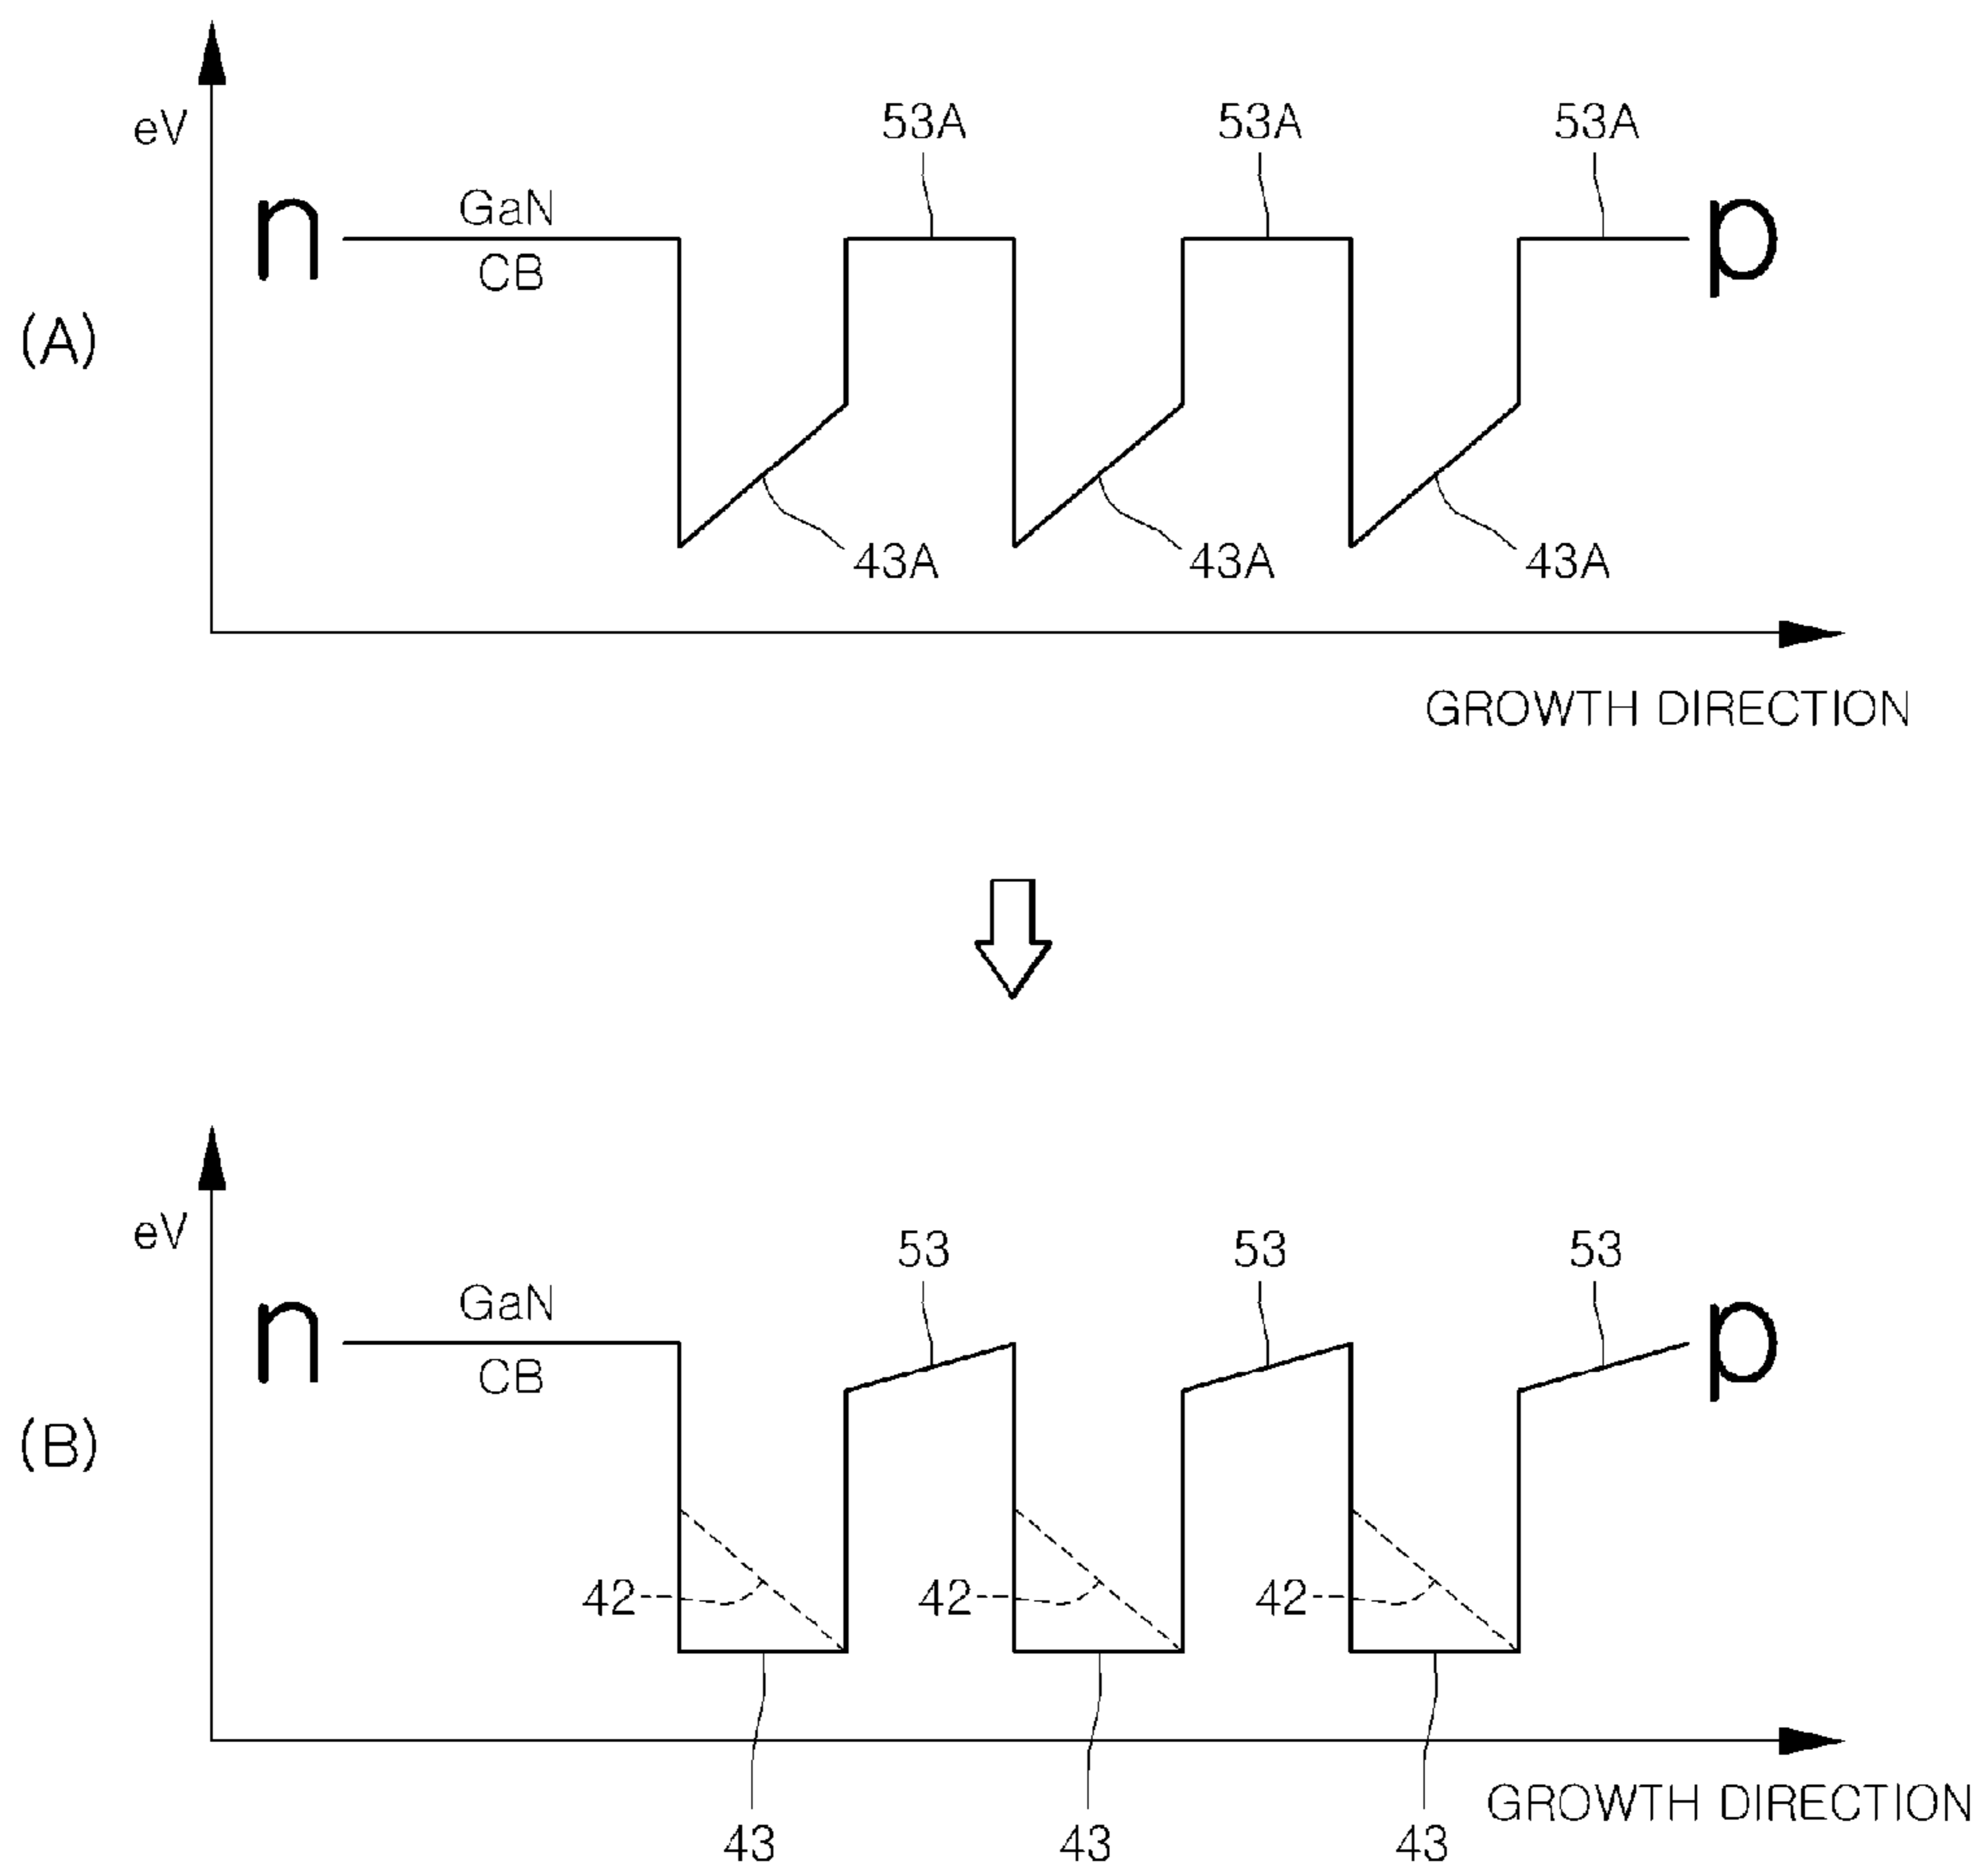 eV
53A 53A 53A
n GaN p
CB
(A)
43A 43A 43A
GROWTH DIRECTION
eV
53 53 53
n GaN p
CB
(B)
42 42 42
GROWTH DIRECTION
43 43 43